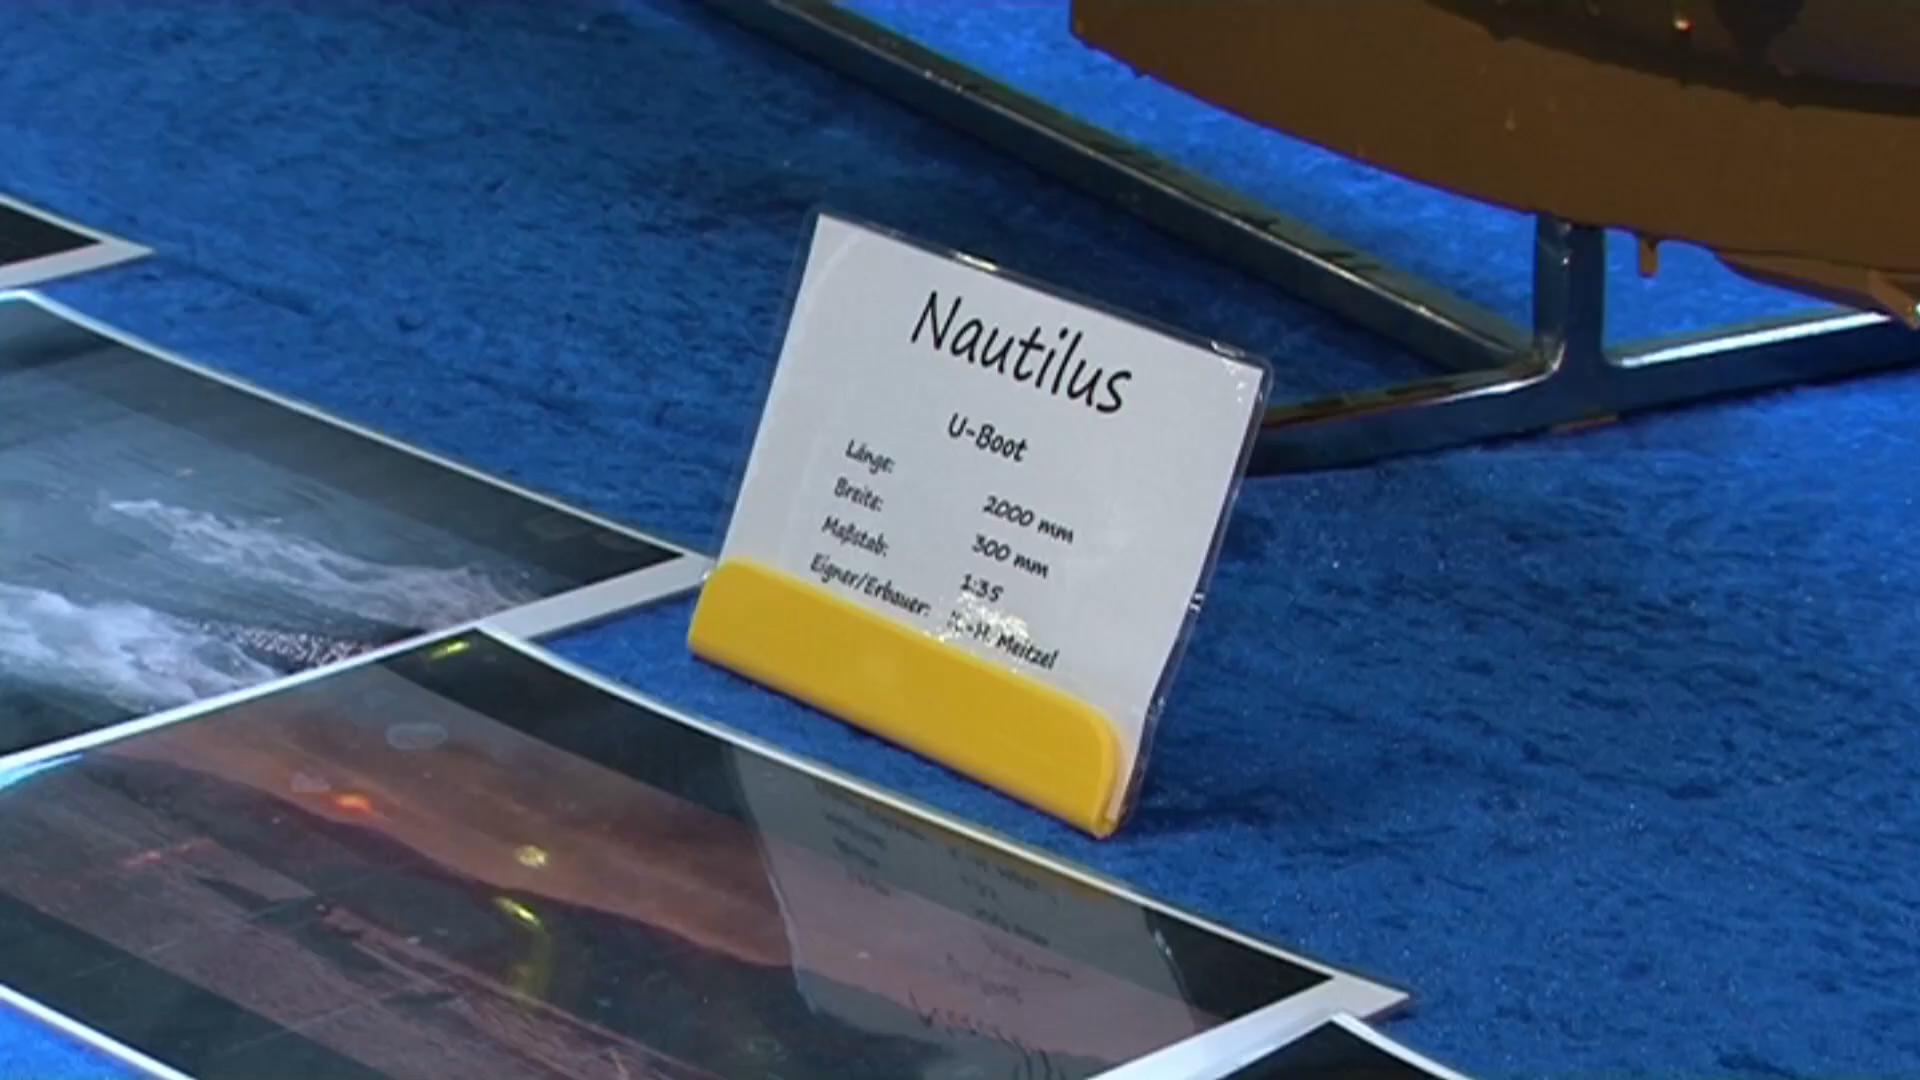 Nautilus
U-Boot
Länge: 2000 mm
Breite: 300 mm
Maßstab: 1:35
Eigner/Erbauer: K.-H. Meitzel